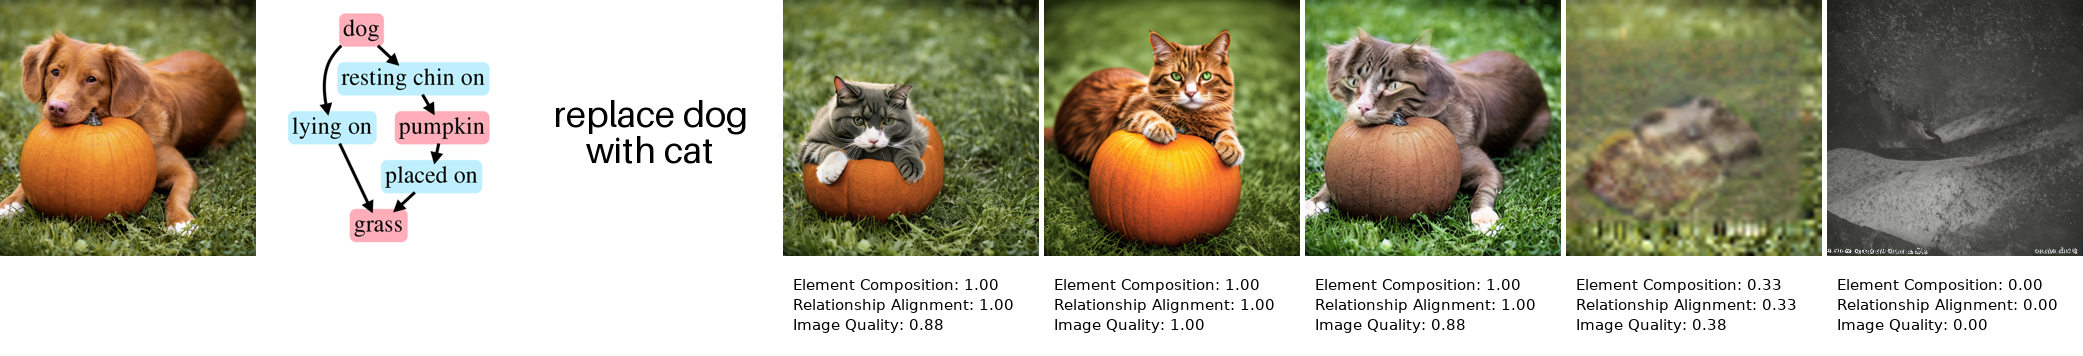 dog
resting chin on
lying on
pumpkin
placed on
grass
replace dog
with cat
Element Composition: 1.00
Relationship Alignment: 1.00
Image Quality: 0.88
Element Composition: 1.00
Relationship Alignment: 1.00
Image Quality: 1.00
Element Composition: 1.00
Relationship Alignment: 1.00
Image Quality: 0.88
Element Composition: 0.33
Relationship Alignment: 0.33
Image Quality: 0.38
Element Composition: 0.00
Relationship Alignment: 0.00
Image Quality: 0.00